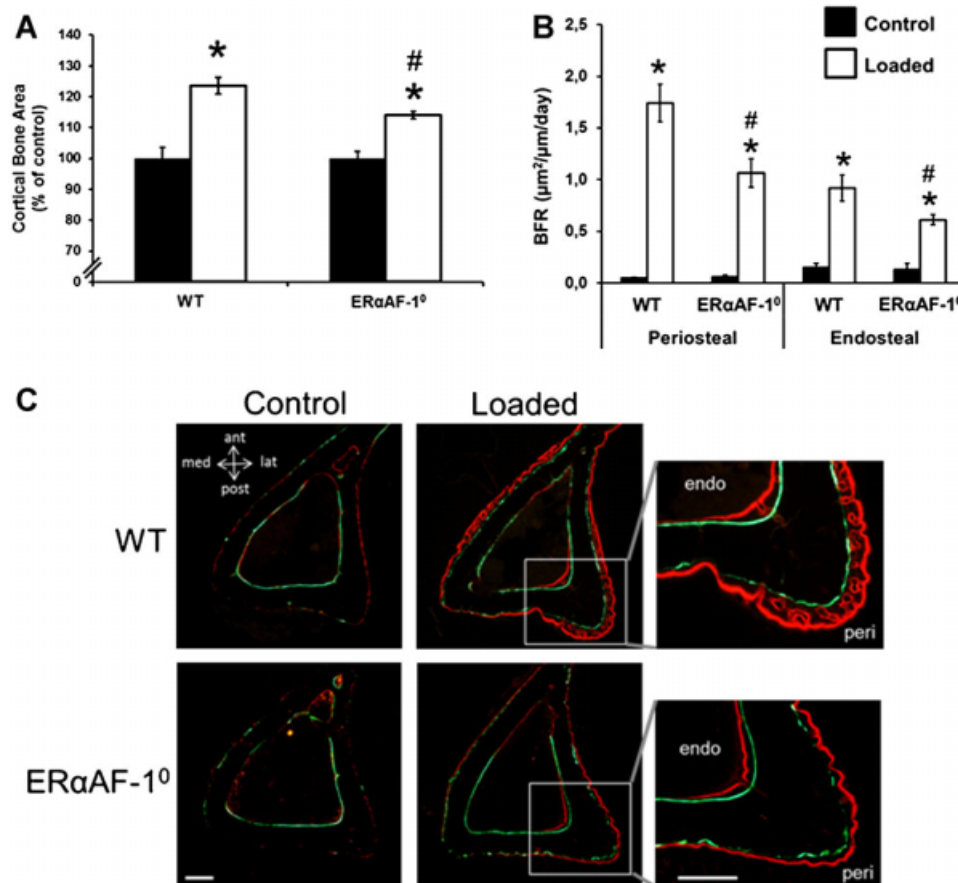 A
*
#
*
140
130
120
110
100
90
80
70
0
Cortical Bone Area
(% of control)
WT
ERαAF-1⁰
B
Control
Loaded
*
#
*
*
#
*
2,5
2,0
1,5
1,0
0,5
0,0
BFR (µm²/µm/day)
WT ERαAF-1⁰ WT ERαAF-1⁰
Periosteal Endosteal
C
Control Loaded
WT
ant
med lat
post
endo
peri
ERαAF-1⁰
endo
peri